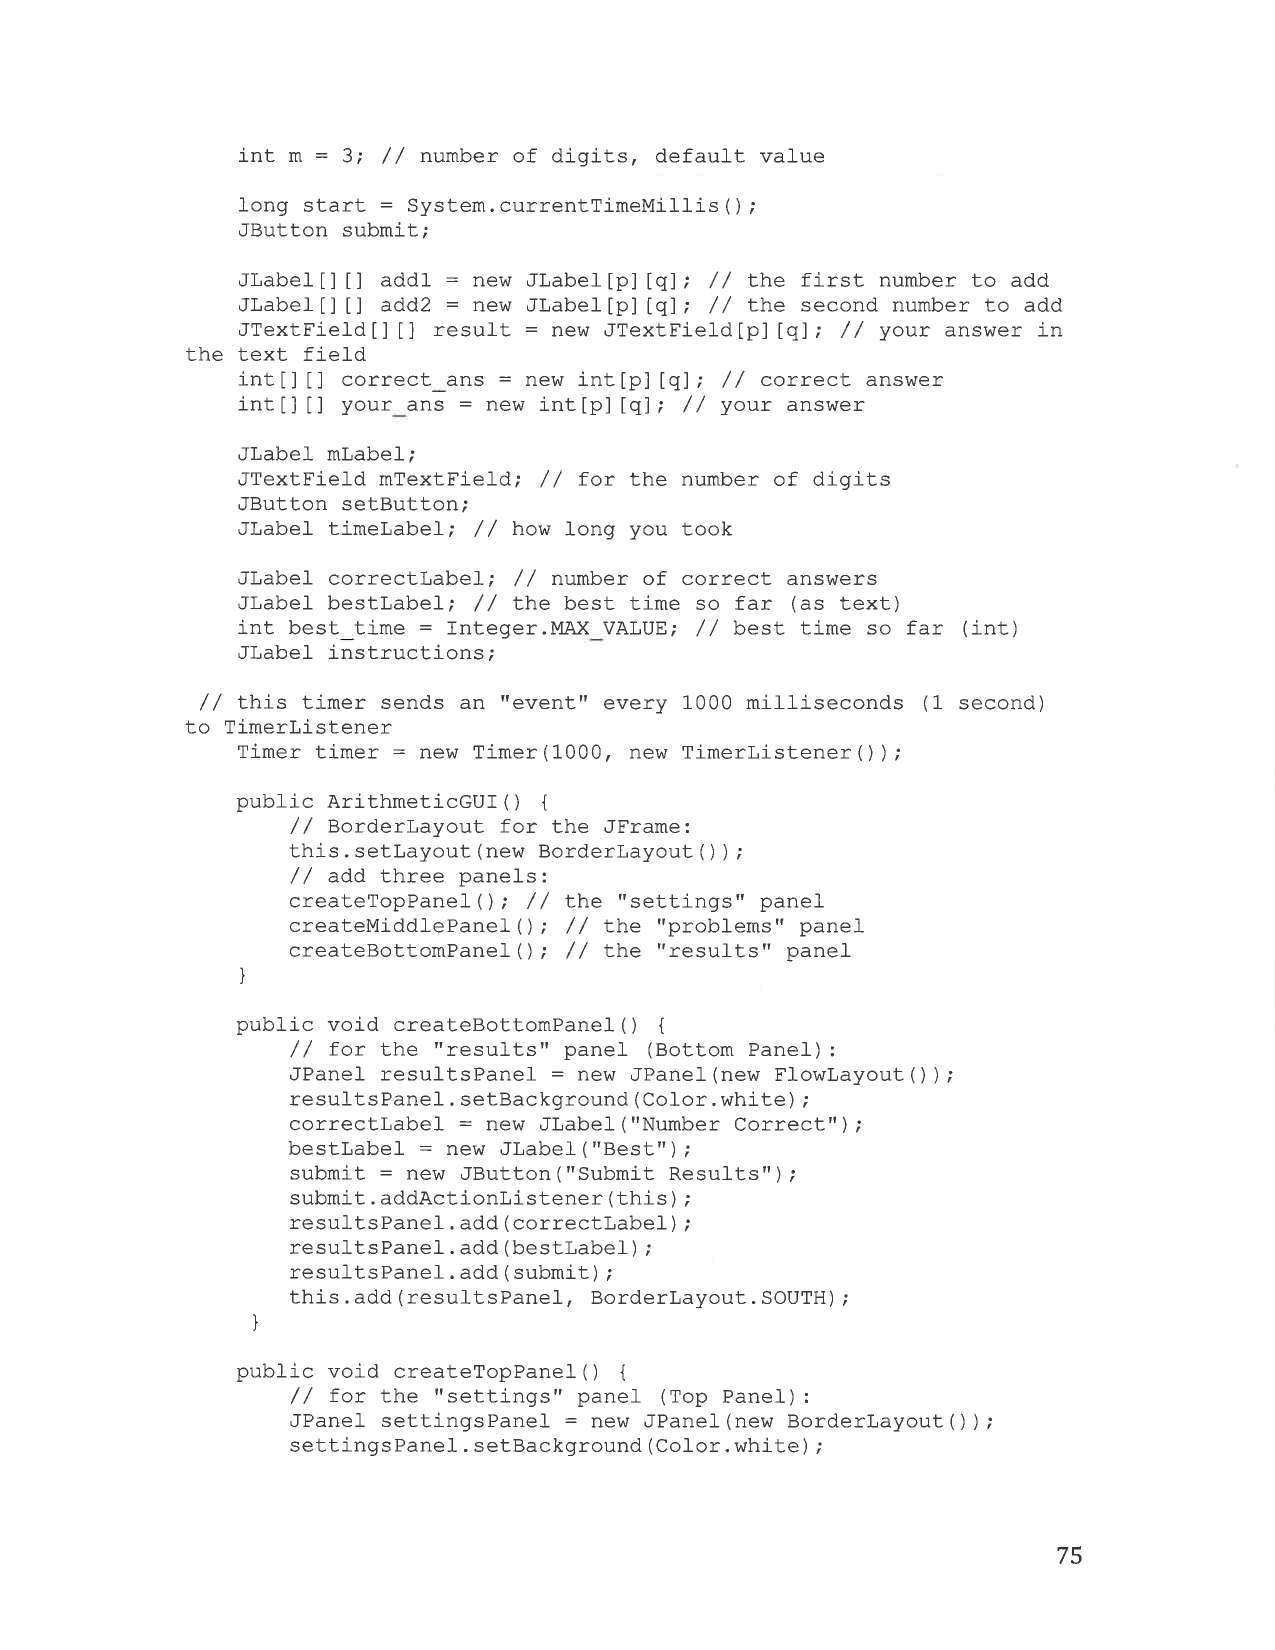 int m = 3; // number of digits, default value
long start = System.currentTimeMillis();
JButton submit;
JLabel[][] add1 = new JLabel[p][q]; // the first number to add
JLabel[][] add2 = new JLabel[p][q]; // the second number to add
JTextField[][] result = new JTextField[p][q]; // your answer in
the text field
int[][] correct_ans = new int[p][q]; // correct answer
int[][] your_ans = new int[p][q]; // your answer
JLabel mLabel;
JTextField mTextField; // for the number of digits
JButton setButton;
JLabel timeLabel; // how long you took
JLabel correctLabel; // number of correct answers
JLabel bestLabel; // the best time so far (as text)
int best_time = Integer.MAX_VALUE; // best time so far (int)
JLabel instructions;
// this timer sends an "event" every 1000 milliseconds (1 second)
to TimerListener
Timer timer = new Timer(1000, new TimerListener());
public ArithmeticGUI() {
// BorderLayout for the JFrame:
this.setLayout(new BorderLayout());
// add three panels:
createTopPanel(); // the "settings" panel
createMiddlePanel(); // the "problems" panel
createBottomPanel(); // the "results" panel
}
public void createBottomPanel() {
// for the "results" panel (Bottom Panel):
JPanel resultsPanel = new JPanel(new FlowLayout());
resultsPanel.setBackground(Color.white);
correctLabel = new JLabel("Number Correct");
bestLabel = new JLabel("Best");
submit = new JButton("Submit Results");
submit.addActionListener(this);
resultsPanel.add(correctLabel);
resultsPanel.add(bestLabel);
resultsPanel.add(submit);
this.add(resultsPanel, BorderLayout.SOUTH);
}
public void createTopPanel() {
// for the "settings" panel (Top Panel):
JPanel settingsPanel = new JPanel(new BorderLayout());
settingsPanel.setBackground(Color.white);
75